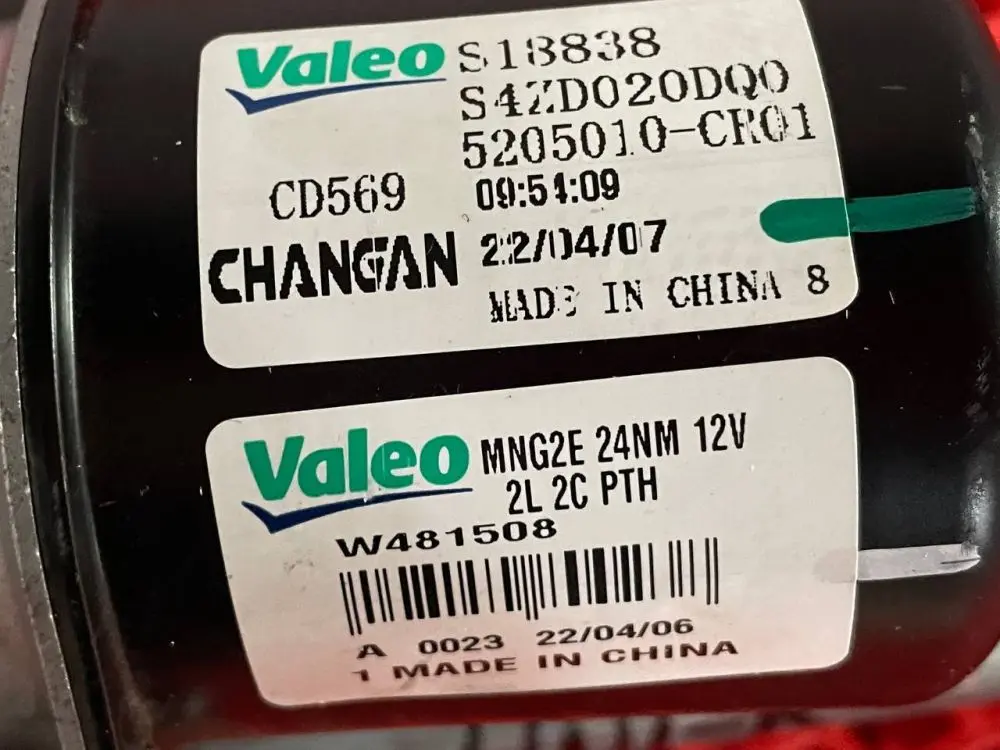 Valeo S18838
S4ZD020DQ0
5205010-CR01
CD569 09:51:09
CHANGAN 22/04/07
MADE IN CHINA 8
Valeo MNG2E 24NM 12V
2L 2C PTH
W481508
A 0023 22/04/06
1 MADE IN CHINA